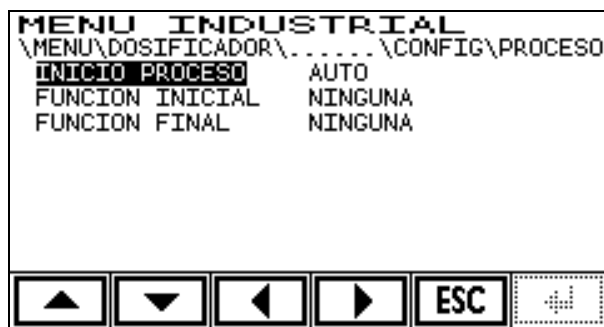 MENU INDUSTRIAL
\MENU\DOSIFICADOR\......\CONFIG\PROCESO
INICIO PROCESO AUTO
FUNCION INICIAL NINGUNA
FUNCION FINAL NINGUNA
ESC